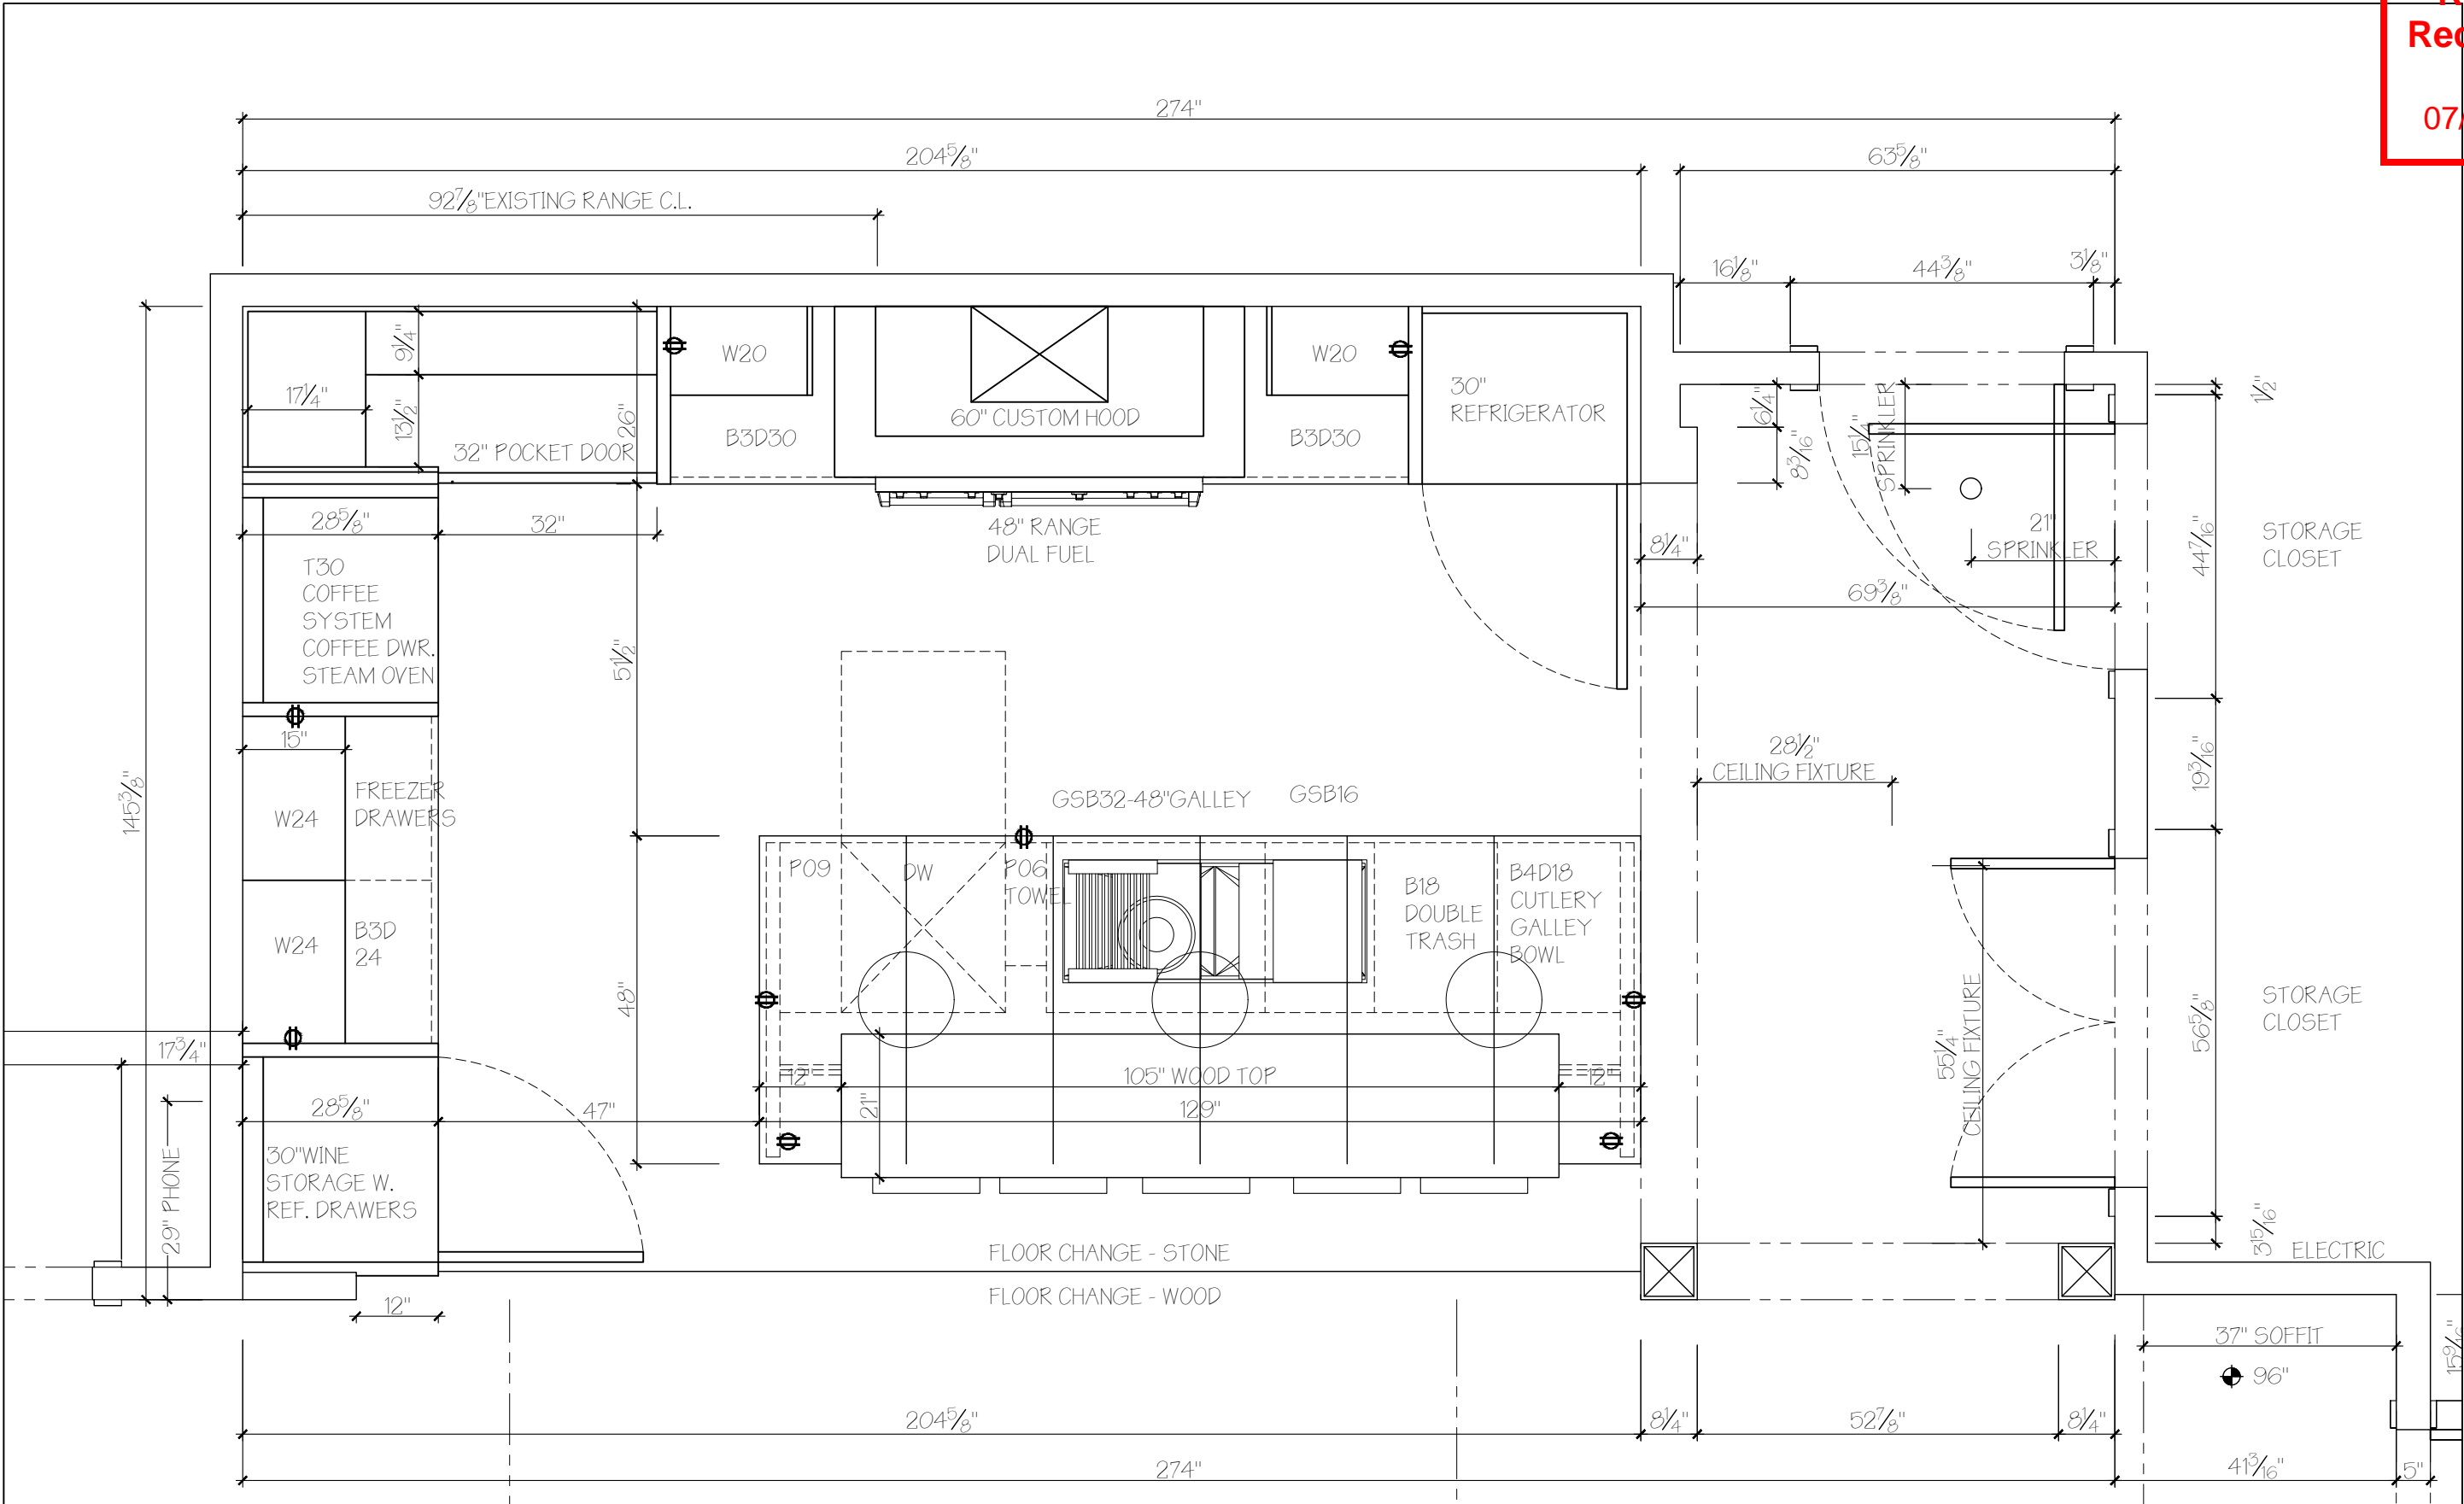 Rec
07/
274"
204⅝"
63⅝"
92⅞"EXISTING RANGE C.L.
16⅛"
44⅜"
3⅛"
9¼"
17¼"
13½"
26"
32" POCKET DOOR
W20
60" CUSTOM HOOD
B3D30
W20
B3D30
30"
REFRIGERATOR
6¼"
8³⁄₁₆"
15¼"
SPRINKLER
1½"
28⅝"
32"
48" RANGE
DUAL FUEL
8¼"
21"
SPRINKLER
44⁷⁄₁₆"
STORAGE
CLOSET
T30
COFFEE
SYSTEM
COFFEE DWR.
STEAM OVEN
51½"
69⅜"
15"
145⅜"
FREEZER
DRAWERS
W24
28½"
CEILING FIXTURE
19³⁄₁₆"
GSB32-48"GALLEY
GSB16
P09
DW
P06
TOWEL
B18
DOUBLE
TRASH
B4D18
CUTLERY
GALLEY
BOWL
W24
B3D
24
48"
STORAGE
CLOSET
56⅝"
55¼"
CEILING FIXTURE
17¾"
12"
105" WOOD TOP
12"
28⅝"
47"
21"
129"
29" PHONE
30"WINE
STORAGE W.
REF. DRAWERS
FLOOR CHANGE - STONE
FLOOR CHANGE - WOOD
3¹⁵⁄₁₆"
ELECTRIC
12"
37" SOFFIT
96"
15⁹⁄₁₆"
204⅝"
8¼"
52⅞"
8¼"
274"
41³⁄₁₆"
5"